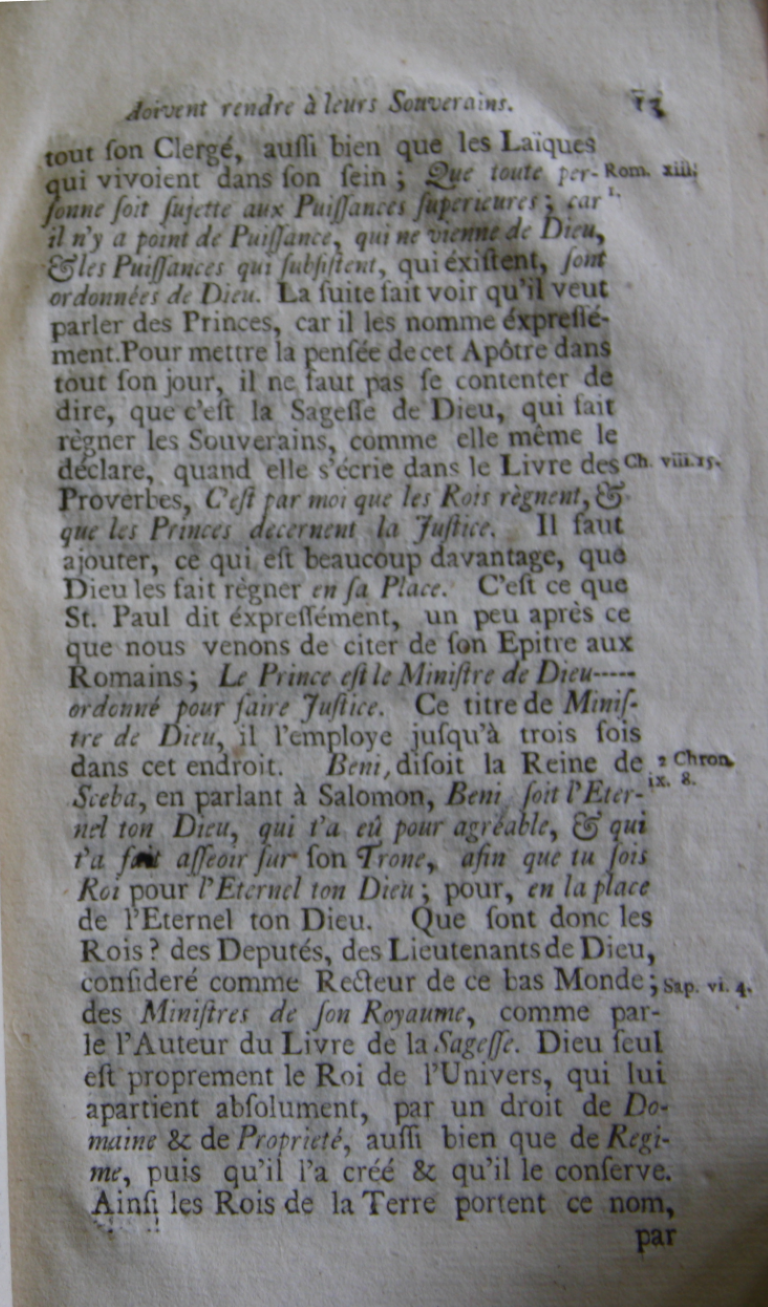 doivent rendre à leurs Souverains. 13
tout ſon Clergé, auſſi bien que les Laïques
qui vivoient dans ſon ſein ; Que toute per- Rom. xiii.
ſonne ſoit ſujette aux Puiſſances ſuperieures ; car 1.
il n'y a point de Puiſſance, qui ne vienne de Dieu,
& les Puiſſances qui ſubſiſtent, qui éxiſtent, ſont
ordonnées de Dieu. La ſuite fait voir qu'il veut
parler des Princes, car il les nomme éxpreſſé-
ment. Pour mettre la penſée de cet Apôtre dans
tout ſon jour, il ne faut pas ſe contenter de
dire, que c'eſt la Sageſſe de Dieu, qui fait
règner les Souverains, comme elle même le
déclare, quand elle s'écrie dans le Livre des Ch. viii. 15.
Proverbes, C'eſt par moi que les Rois règnent, &
que les Princes decernent la Juſtice. Il faut
ajouter, ce qui eſt beaucoup davantage, que
Dieu les fait règner en ſa Place. C'eſt ce que
St. Paul dit éxpreſſément, un peu après ce
que nous venons de citer de ſon Epitre aux
Romains ; Le Prince eſt le Miniſtre de Dieu-----
ordonné pour faire Juſtice. Ce titre de Miniſ-
tre de Dieu, il l'employe juſqu'à trois fois
dans cet endroit. Beni, diſoit la Reine de 2 Chron.
Sceba, en parlant à Salomon, Beni ſoit l'Eter- ix. 8.
nel ton Dieu, qui t'a eû pour agréable, & qui
t'a fait aſſeoir ſur ſon Trone, afin que tu ſois
Roi pour l'Eternel ton Dieu ; pour, en la place
de l'Eternel ton Dieu. Que ſont donc les
Rois ? des Deputés, des Lieutenants de Dieu,
conſideré comme Recteur de ce bas Monde ; Sap. vi. 4.
des Miniſtres de ſon Royaume, comme par-
le l'Auteur du Livre de la Sageſſe. Dieu ſeul
eſt proprement le Roi de l'Univers, qui lui
apartient abſolument, par un droit de Do-
maine & de Proprieté, auſſi bien que de Regi-
me, puis qu'il l'a créé & qu'il le conſerve.
Ainſi les Rois de la Terre portent ce nom,
par